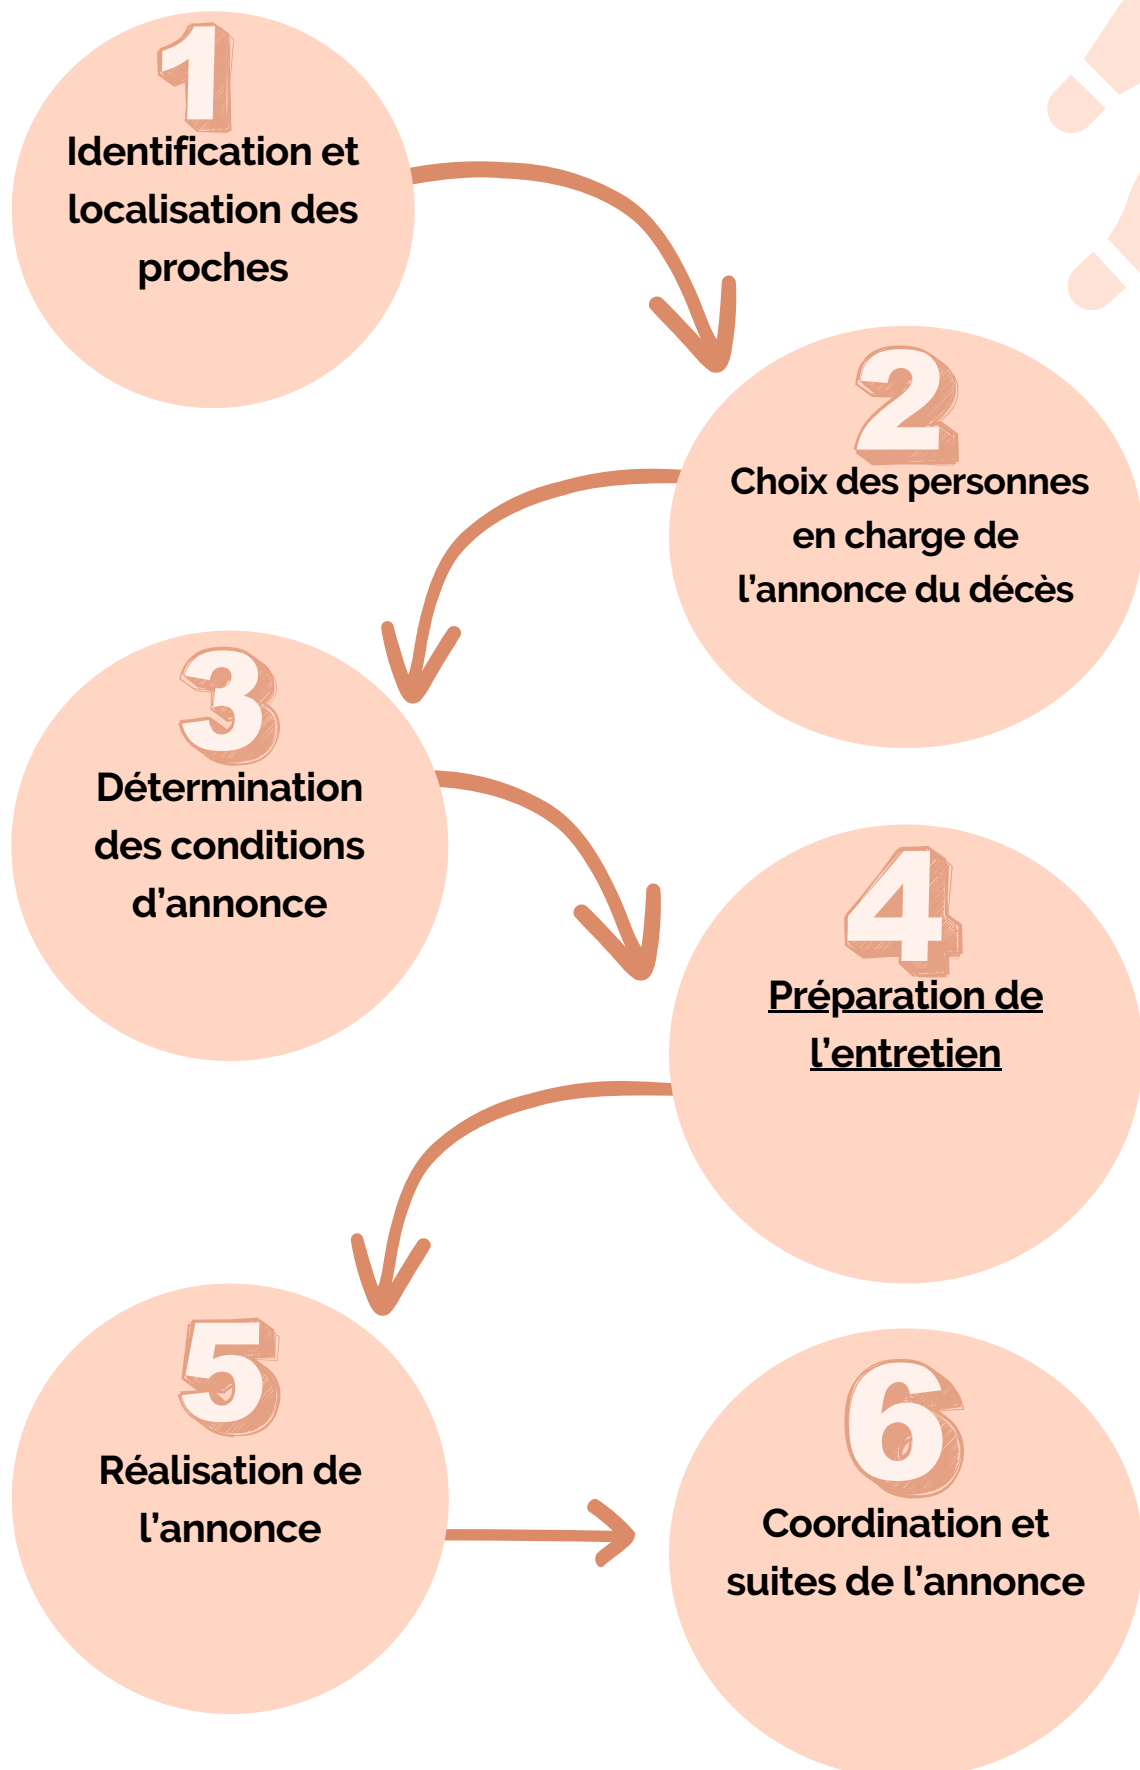 1
Identification et
localisation des
proches
2
Choix des personnes
en charge de
l’annonce du décès
3
Détermination
des conditions
d’annonce
4
Préparation de
l’entretien
5
Réalisation de
l’annonce
6
Coordination et
suites de l’annonce